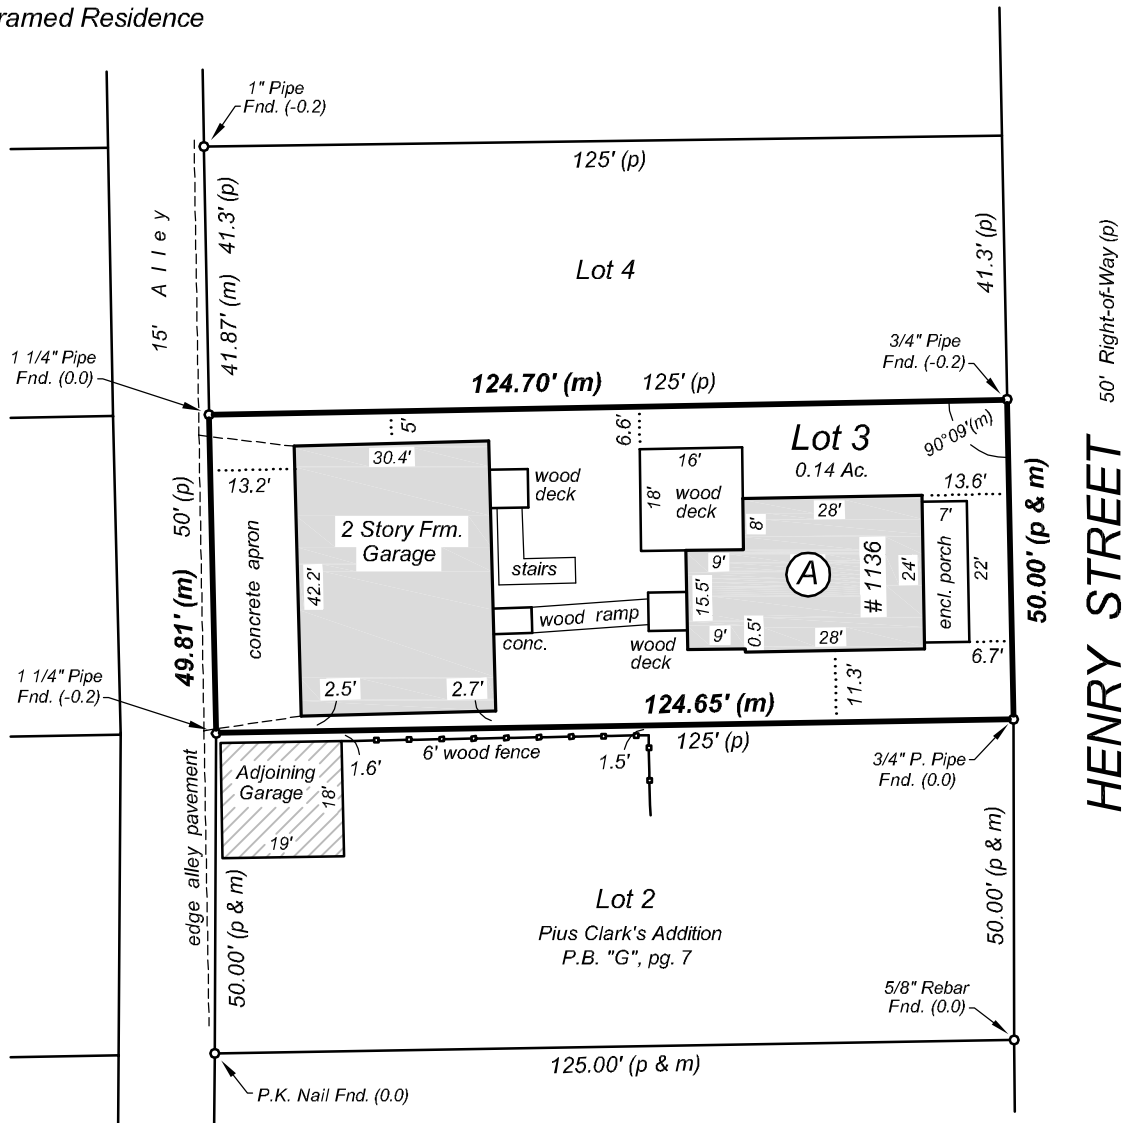 ramed Residence
1" Pipe
Fnd. (-0.2)
125' (p)
41.3' (p)
41.87' (m)
15' Alley
Lot 4
41.3' (p)
50' Right-of-Way (p)
1 1/4" Pipe
Fnd. (0.0)
3/4" Pipe
Fnd. (-0.2)
124.70' (m)
125' (p)
5'
6.6'
Lot 3
0.14 Ac.
90°09'(m)
30.4'
13.2'
50' (p)
49.81' (m)
concrete apron
2 Story Frm.
Garage
42.2'
wood
deck
stairs
16'
18'
wood
deck
8'
28'
13.6'
7'
9'
A
# 1136
24'
encl. porch
22'
50.00' (p & m)
HENRY STREET
15.5'
conc.
wood ramp
9'
0.5'
28'
wood
deck
6.7'
11.3'
1 1/4" Pipe
Fnd. (-0.2)
2.5'
2.7'
124.65' (m)
125' (p)
6' wood fence
1.6'
1.5'
3/4" P. Pipe
Fnd. (0.0)
Adjoining
Garage
18'
19'
edge alley pavement
50.00' (p & m)
Lot 2
Pius Clark's Addition
P.B. "G", pg. 7
50.00' (p & m)
5/8" Rebar
Fnd. (0.0)
125.00' (p & m)
P.K. Nail Fnd. (0.0)